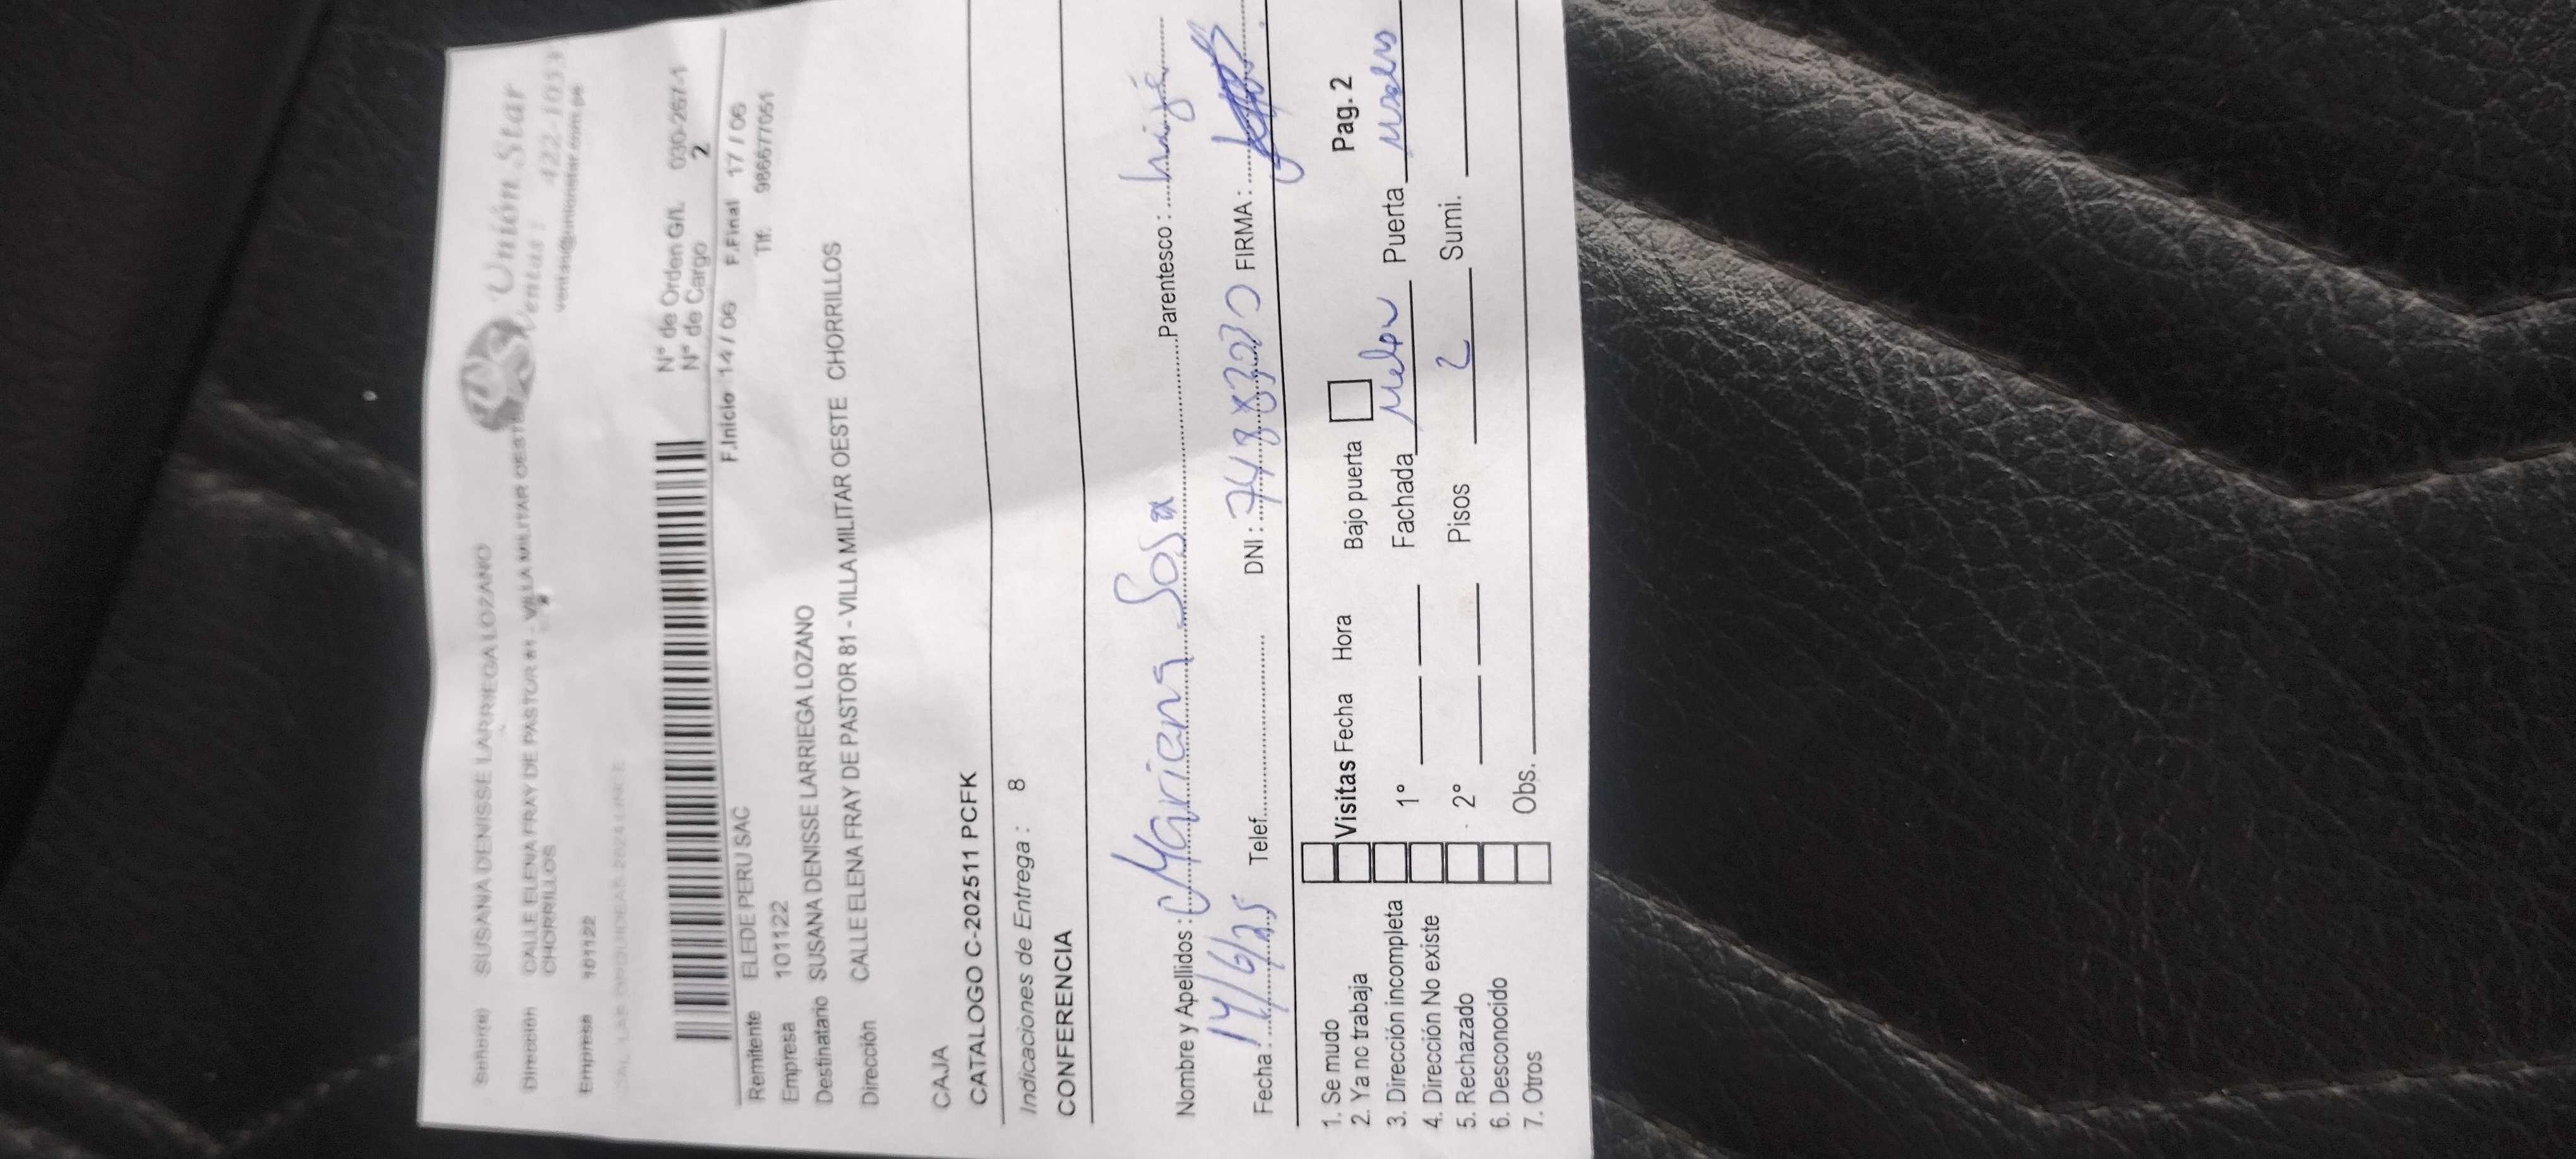 Unión Star
Ventas : 422-1033
ventas@unionstar.com.pe
Señor(a) SUSANA DENISSE LARRIEGA LOZANO
Dirección CALLE ELENA FRAY DE PASTOR 81 - VILLA MILITAR OESTE
CHORRILLOS
Empresa 101122
N° de Orden G/L 030-267-1
N° de Cargo 2
F.Inicio 14 / 06 F.Final 17 / 06
Remitente ELEDE PERU SAC Tlf. 986677051
Empresa 101122
Destinatario SUSANA DENISSE LARRIEGA LOZANO
Dirección CALLE ELENA FRAY DE PASTOR 81 - VILLA MILITAR OESTE CHORRILLOS
CAJA
CATALOGO C-202511 PCFK
Indicaciones de Entrega : 8
CONFERENCIA
Nombre y Apellidos : Mariana Sosa Parentesco :
Fecha : 14/6/25 Telef. DNI : FIRMA :
1. Se mudo Visitas Fecha Hora Bajo puerta Pag. 2
2. Ya no trabaja
3. Dirección incompleta 1° Fachada Melon Puerta
4. Dirección No existe
5. Rechazado 2° Pisos 2 Sumi.
6. Desconocido
7. Otros Obs.